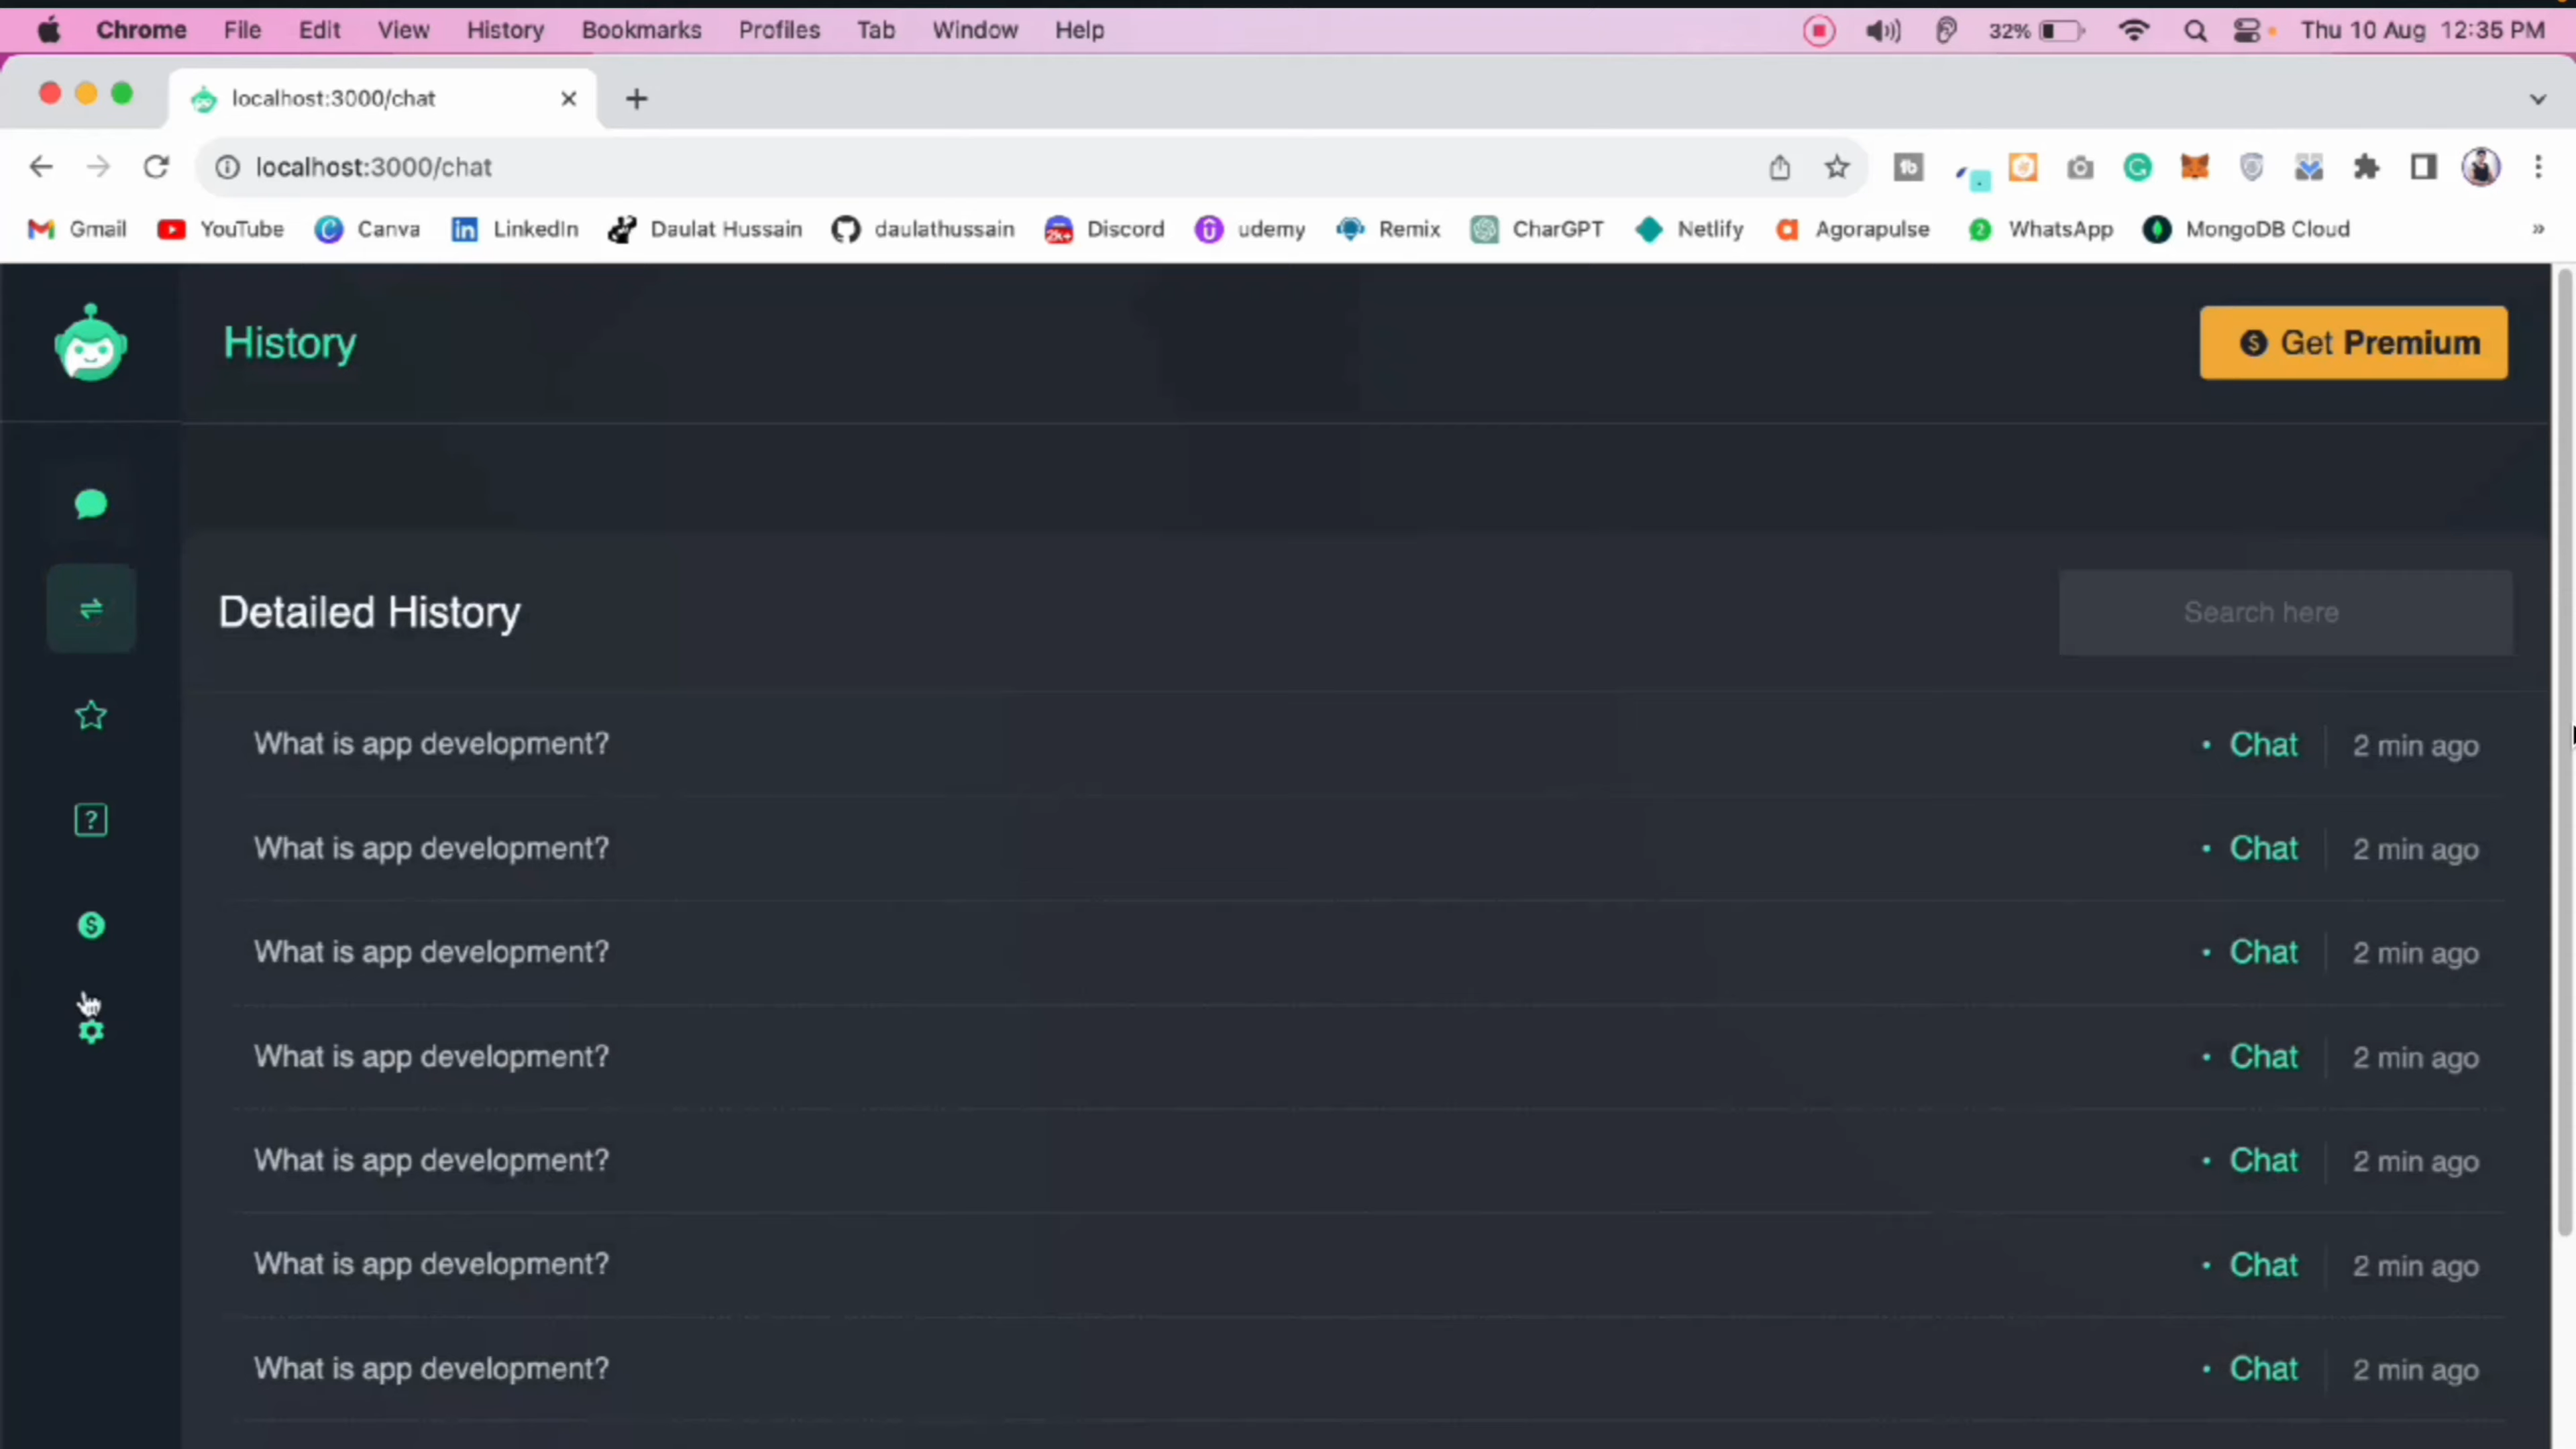 Chrome File Edit View History Bookmarks Profiles Tab Window Help 32% Thu 10 Aug 12:35 PM
localhost:3000/chat
localhost:3000/chat
Gmail YouTube Canva LinkedIn Daulat Hussain daulathussain Discord udemy Remix CharGPT Netlify Agorapulse WhatsApp MongoDB Cloud »
History Get Premium
Detailed History Search here
What is app development? • Chat 2 min ago
What is app development? • Chat 2 min ago
What is app development? • Chat 2 min ago
What is app development? • Chat 2 min ago
What is app development? • Chat 2 min ago
What is app development? • Chat 2 min ago
What is app development? • Chat 2 min ago